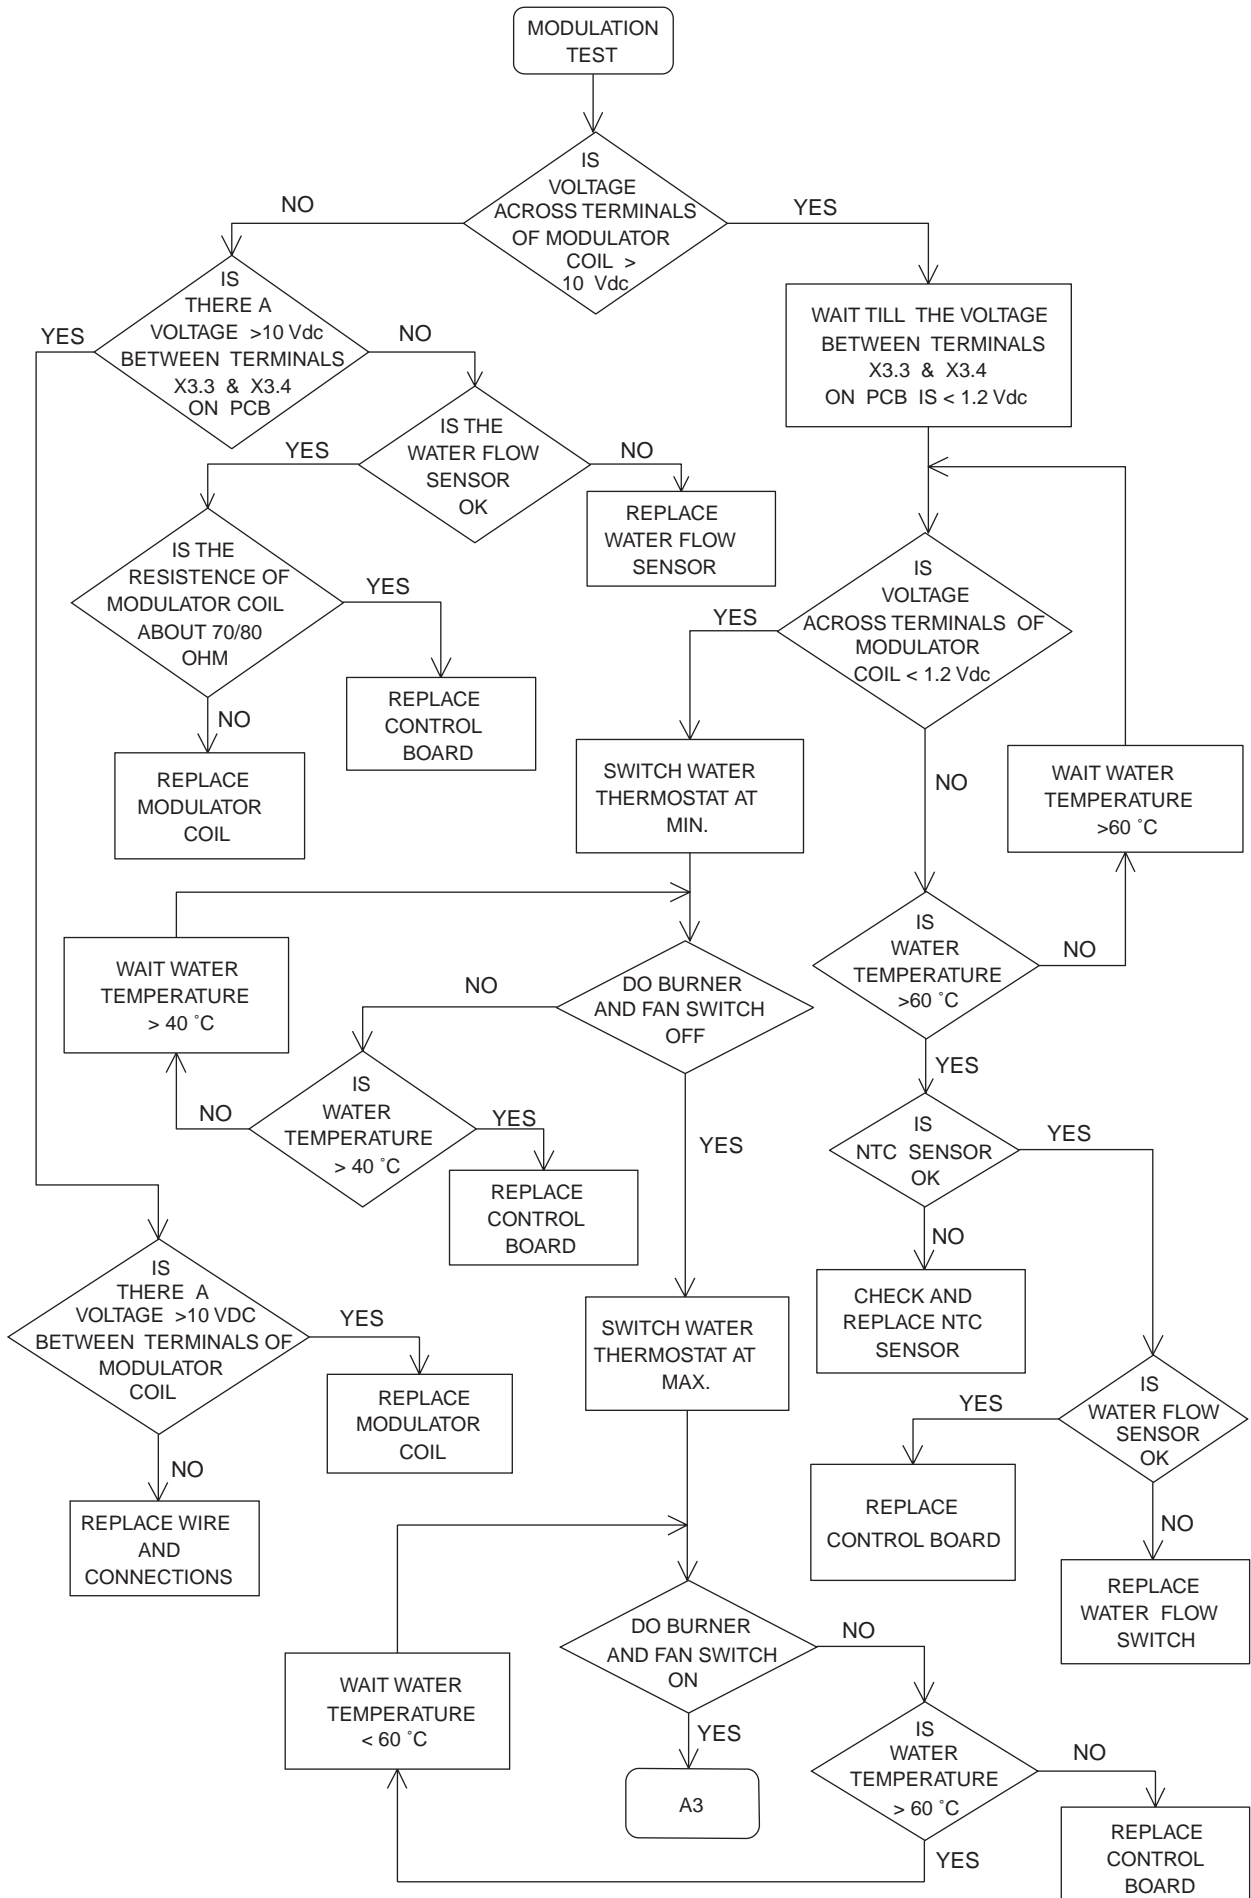 MODULATION
TEST
IS
VOLTAGE
ACROSS TERMINALS
OF MODULATOR
COIL >
10 Vdc
NO
YES
IS
THERE A
VOLTAGE >10 Vdc
BETWEEN TERMINALS
X3.3 & X3.4
ON PCB
YES
NO
WAIT TILL THE VOLTAGE
BETWEEN TERMINALS
X3.3 & X3.4
ON PCB IS < 1.2 Vdc
IS THE
WATER FLOW
SENSOR
OK
YES
NO
REPLACE
WATER FLOW
SENSOR
IS THE
RESISTENCE OF
MODULATOR COIL
ABOUT 70/80
OHM
YES
NO
REPLACE
CONTROL
BOARD
REPLACE
MODULATOR
COIL
IS
VOLTAGE
ACROSS TERMINALS OF
MODULATOR
COIL < 1.2 Vdc
YES
NO
SWITCH WATER
THERMOSTAT AT
MIN.
WAIT WATER
TEMPERATURE
>60 ˚C
IS
WATER
TEMPERATURE
>60 ˚C
NO
YES
WAIT WATER
TEMPERATURE
> 40 ˚C
DO BURNER
AND FAN SWITCH
OFF
NO
YES
IS
WATER
TEMPERATURE
> 40 ˚C
NO
YES
REPLACE
CONTROL
BOARD
IS
NTC SENSOR
OK
YES
NO
CHECK AND
REPLACE NTC
SENSOR
IS
THERE A
VOLTAGE >10 VDC
BETWEEN TERMINALS OF
MODULATOR
COIL
YES
NO
REPLACE
MODULATOR
COIL
REPLACE WIRE
AND
CONNECTIONS
SWITCH WATER
THERMOSTAT AT
MAX.
IS
WATER FLOW
SENSOR
OK
YES
NO
REPLACE
CONTROL BOARD
REPLACE
WATER FLOW
SWITCH
DO BURNER
AND FAN SWITCH
ON
NO
YES
WAIT WATER
TEMPERATURE
< 60 ˚C
A3
IS
WATER
TEMPERATURE
> 60 ˚C
NO
YES
REPLACE
CONTROL
BOARD